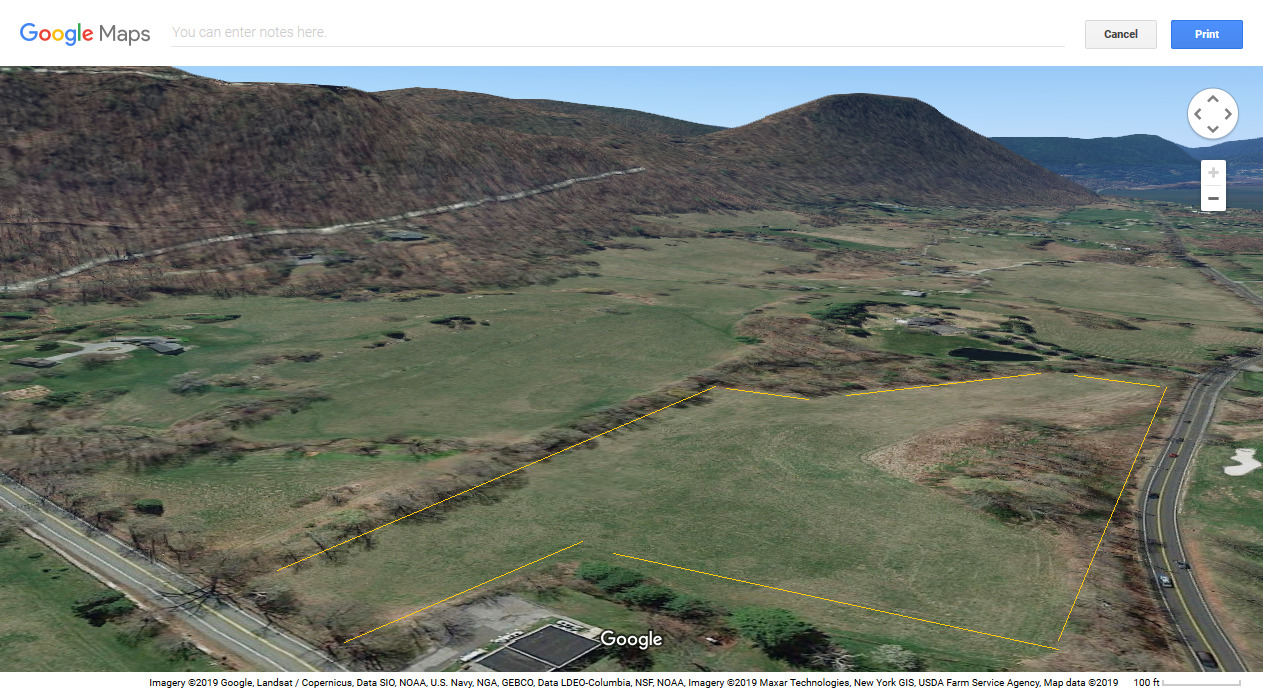 Google Maps
You can enter notes here.
Cancel
Print
Google
Imagery ©2019 Google, Landsat / Copernicus, Data SIO, NOAA, U.S. Navy, NGA, GEBCO, Data LDEO-Columbia, NSF, NOAA, Imagery ©2019 Maxar Technologies, New York GIS, USDA Farm Service Agency, Map data ©2019 100 ft